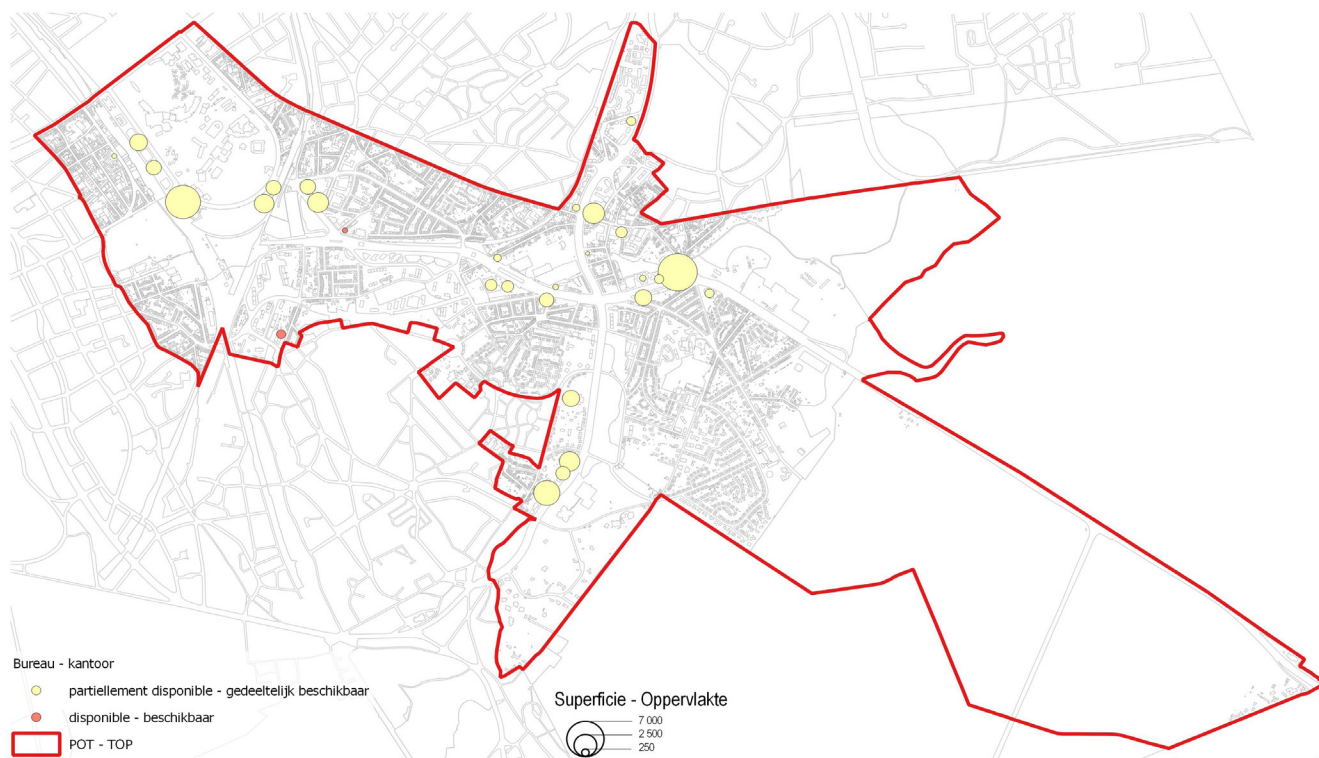 Bureau - kantoor
partiellement disponible - gedeeltelijk beschikbaar
disponible - beschikbaar
POT - TOP
Superficie - Oppervlakte
7 000
2 500
250